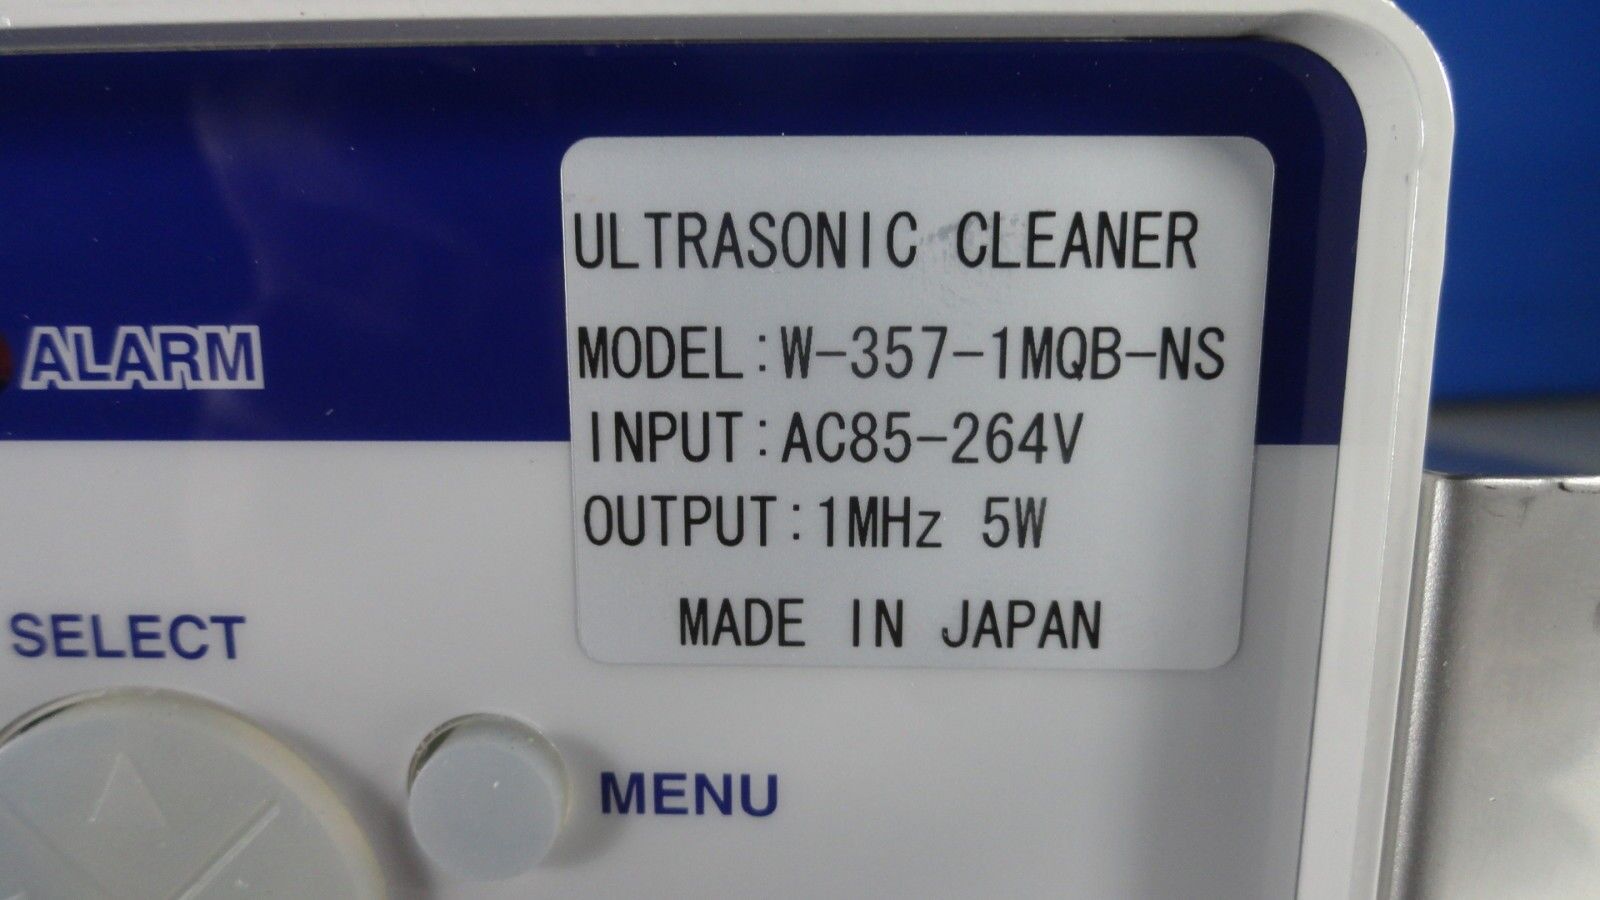 ULTRASONIC CLEANER
MODEL:W-357-1MQB-NS
INPUT:AC85-264V
OUTPUT:1MHz 5W
MADE IN JAPAN
ALARM
SELECT
MENU